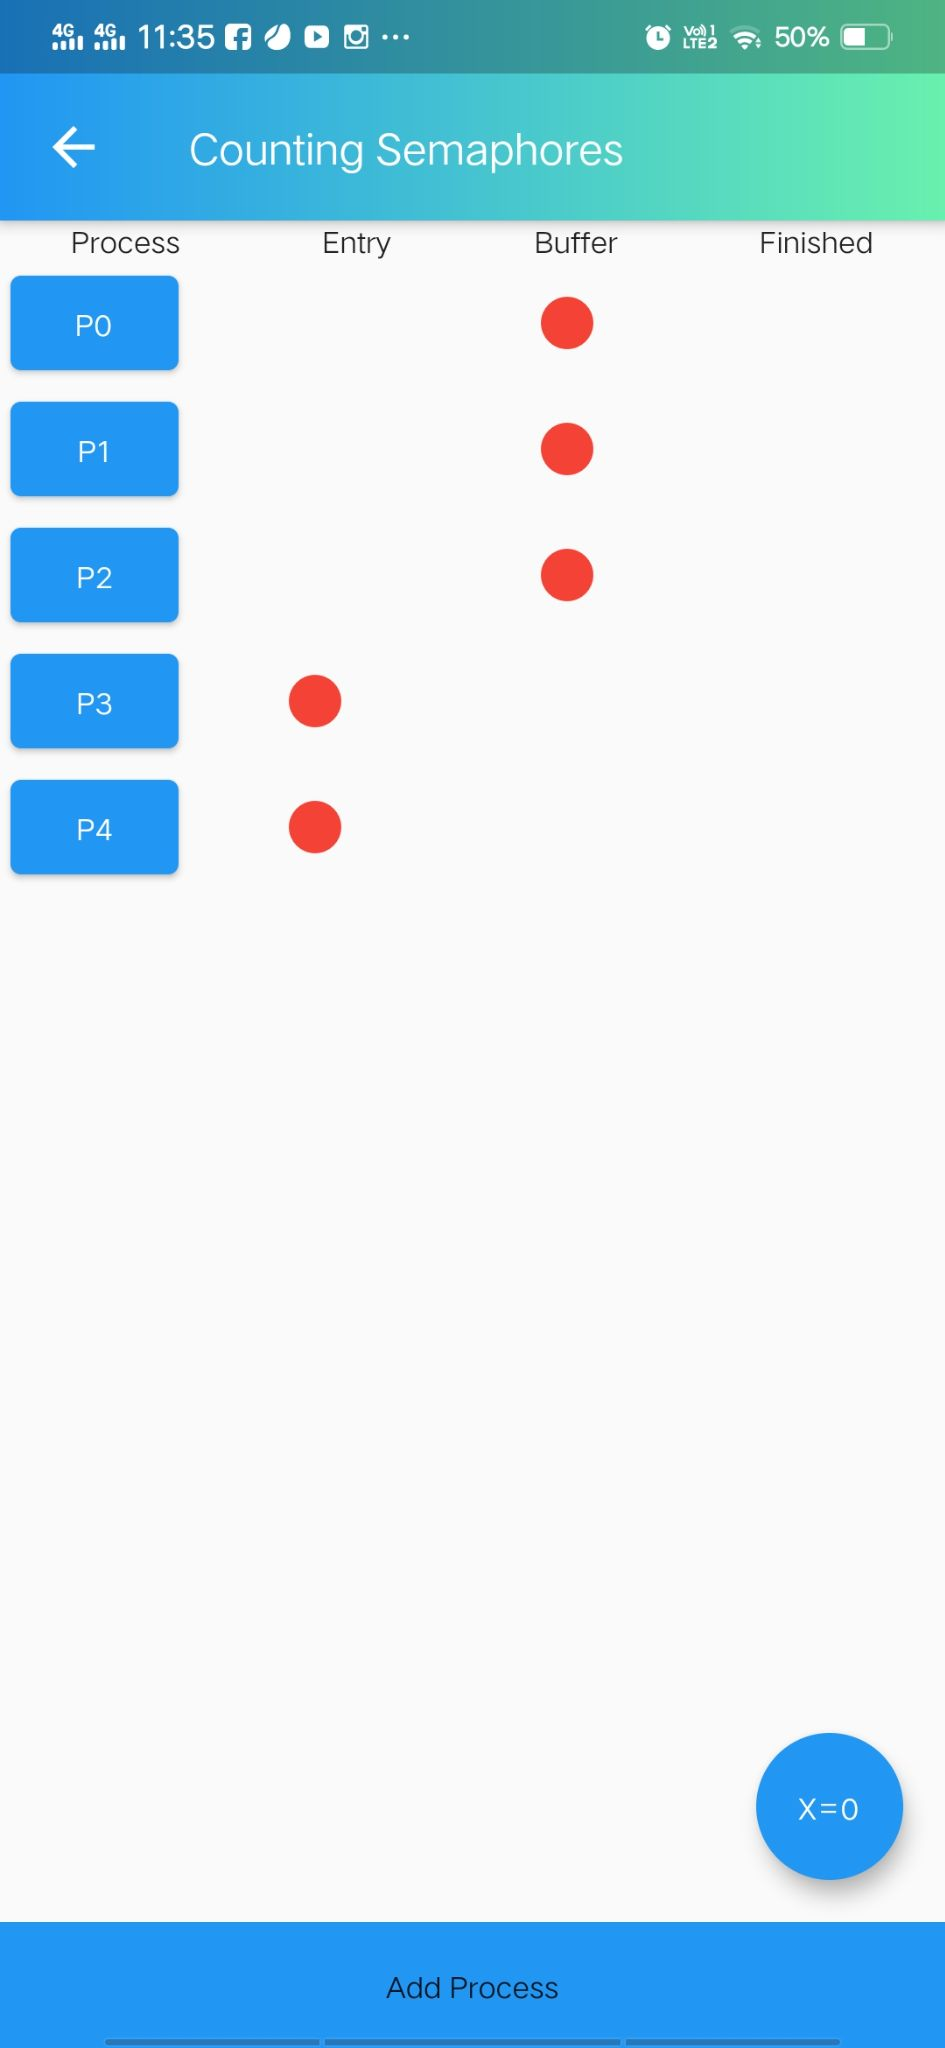 4G 4G 11:35 Vo)) 1 LTE2 50%
Counting Semaphores
Process Entry Buffer Finished
P0
P1
P2
P3
P4
X=0
Add Process